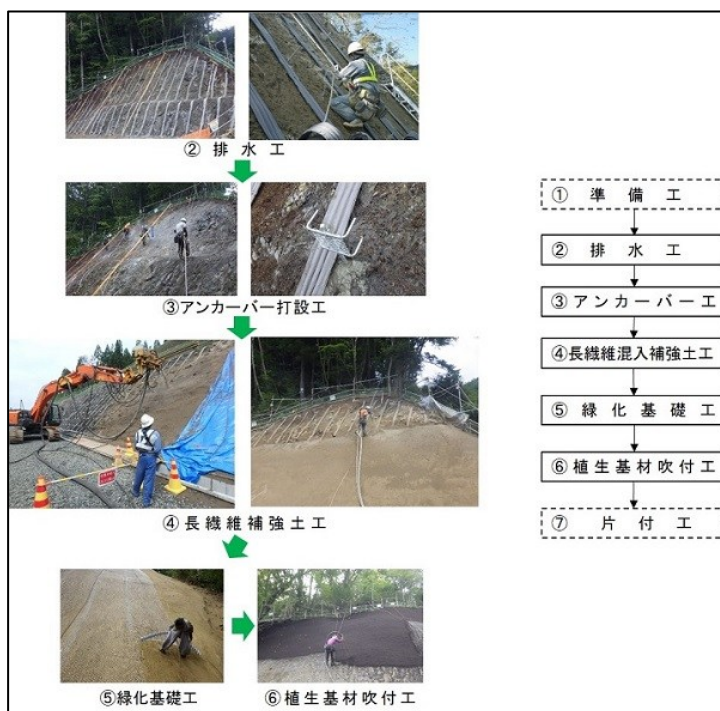 ② 排 水 工
③アンカーバー打設工
④ 長 繊 維 補 強 土 工
⑤緑化基礎工
⑥ 植 生 基 材 吹 付 工
① 準 備 工
② 排 水 工
③ ア ン カ ー バ ー 工
④長繊維混入補強土工
⑤ 緑 化 基 礎 工
⑥ 植 生 基 材 吹 付 工
⑦ 片 付 工